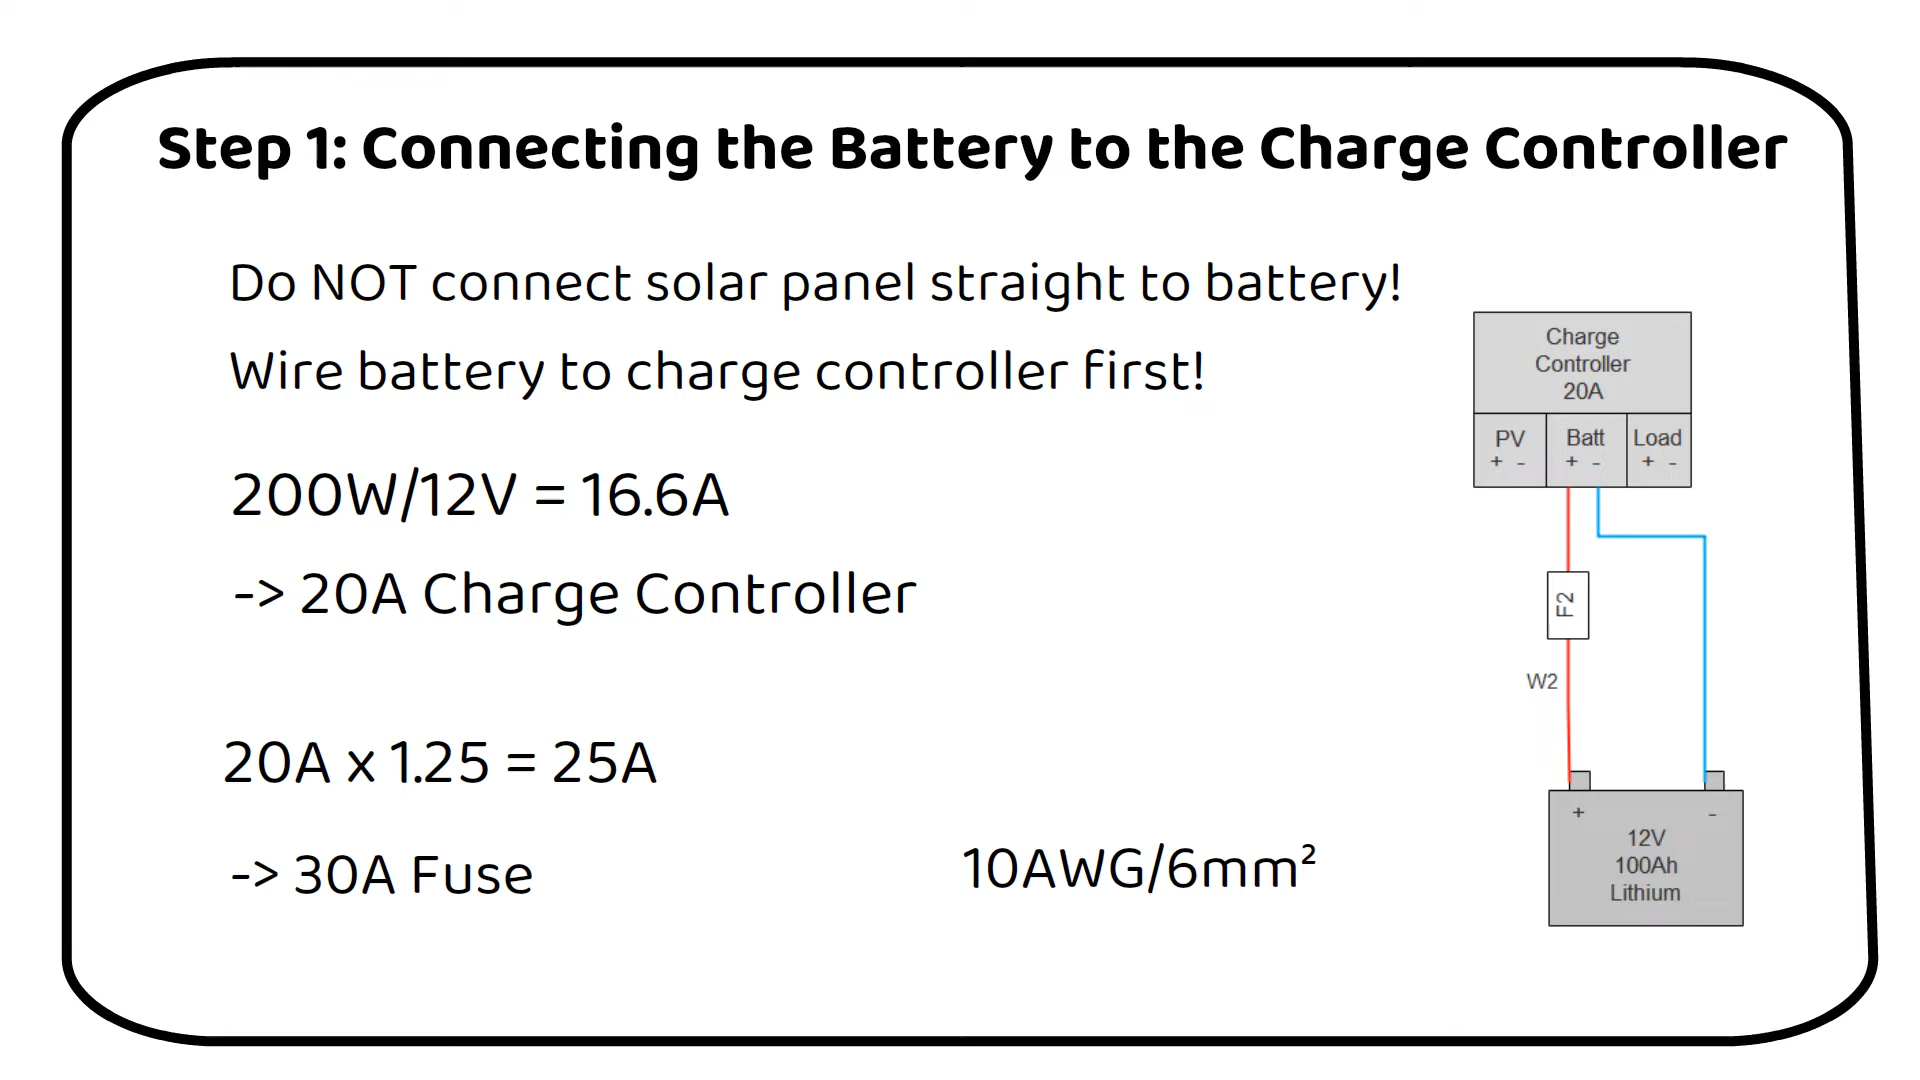 Step 1: Connecting the Battery to the Charge Controller
Do NOT connect solar panel straight to battery!
Wire battery to charge controller first!
200W/12V = 16.6A
-> 20A Charge Controller
20A x 1.25 = 25A
-> 30A Fuse
10AWG/6mm²
Charge
Controller
20A
PV Batt Load
+ - + - + -
F2
W2
+ -
12V
100Ah
Lithium